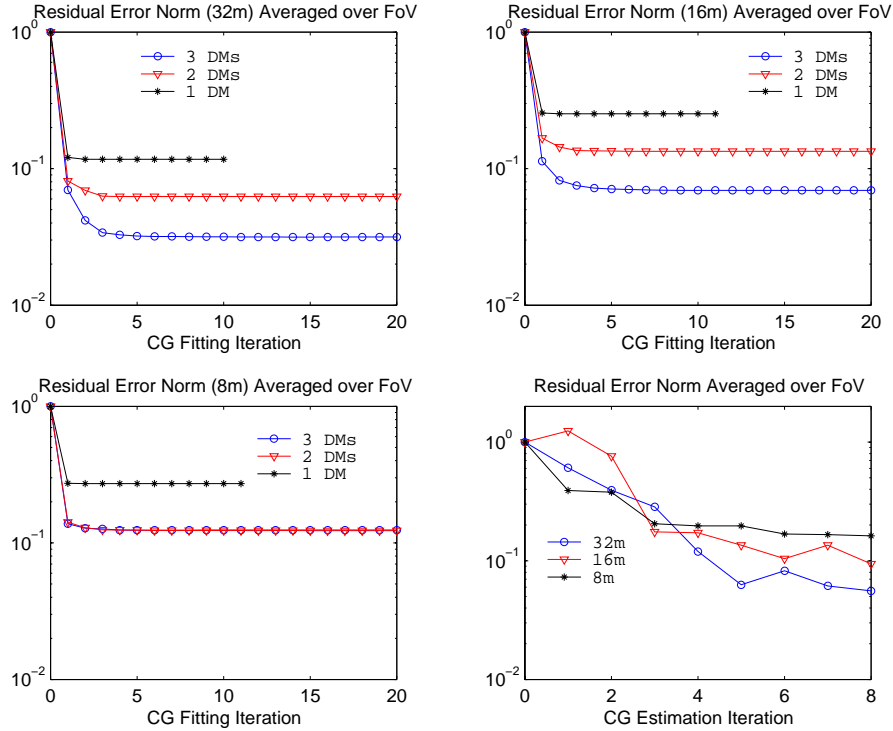 Residual Error Norm (32m) Averaged over FoV
10^0
10^-1
10^-2
3 DMs
2 DMs
1 DM
0 5 10 15 20
CG Fitting Iteration
Residual Error Norm (16m) Averaged over FoV
10^0
10^-1
10^-2
3 DMs
2 DMs
1 DM
0 5 10 15 20
CG Fitting Iteration
Residual Error Norm (8m) Averaged over FoV
10^0
10^-1
10^-2
3 DMs
2 DMs
1 DM
0 5 10 15 20
CG Fitting Iteration
Residual Error Norm Averaged over FoV
10^0
10^-1
10^-2
32m
16m
8m
0 2 4 6 8
CG Estimation Iteration